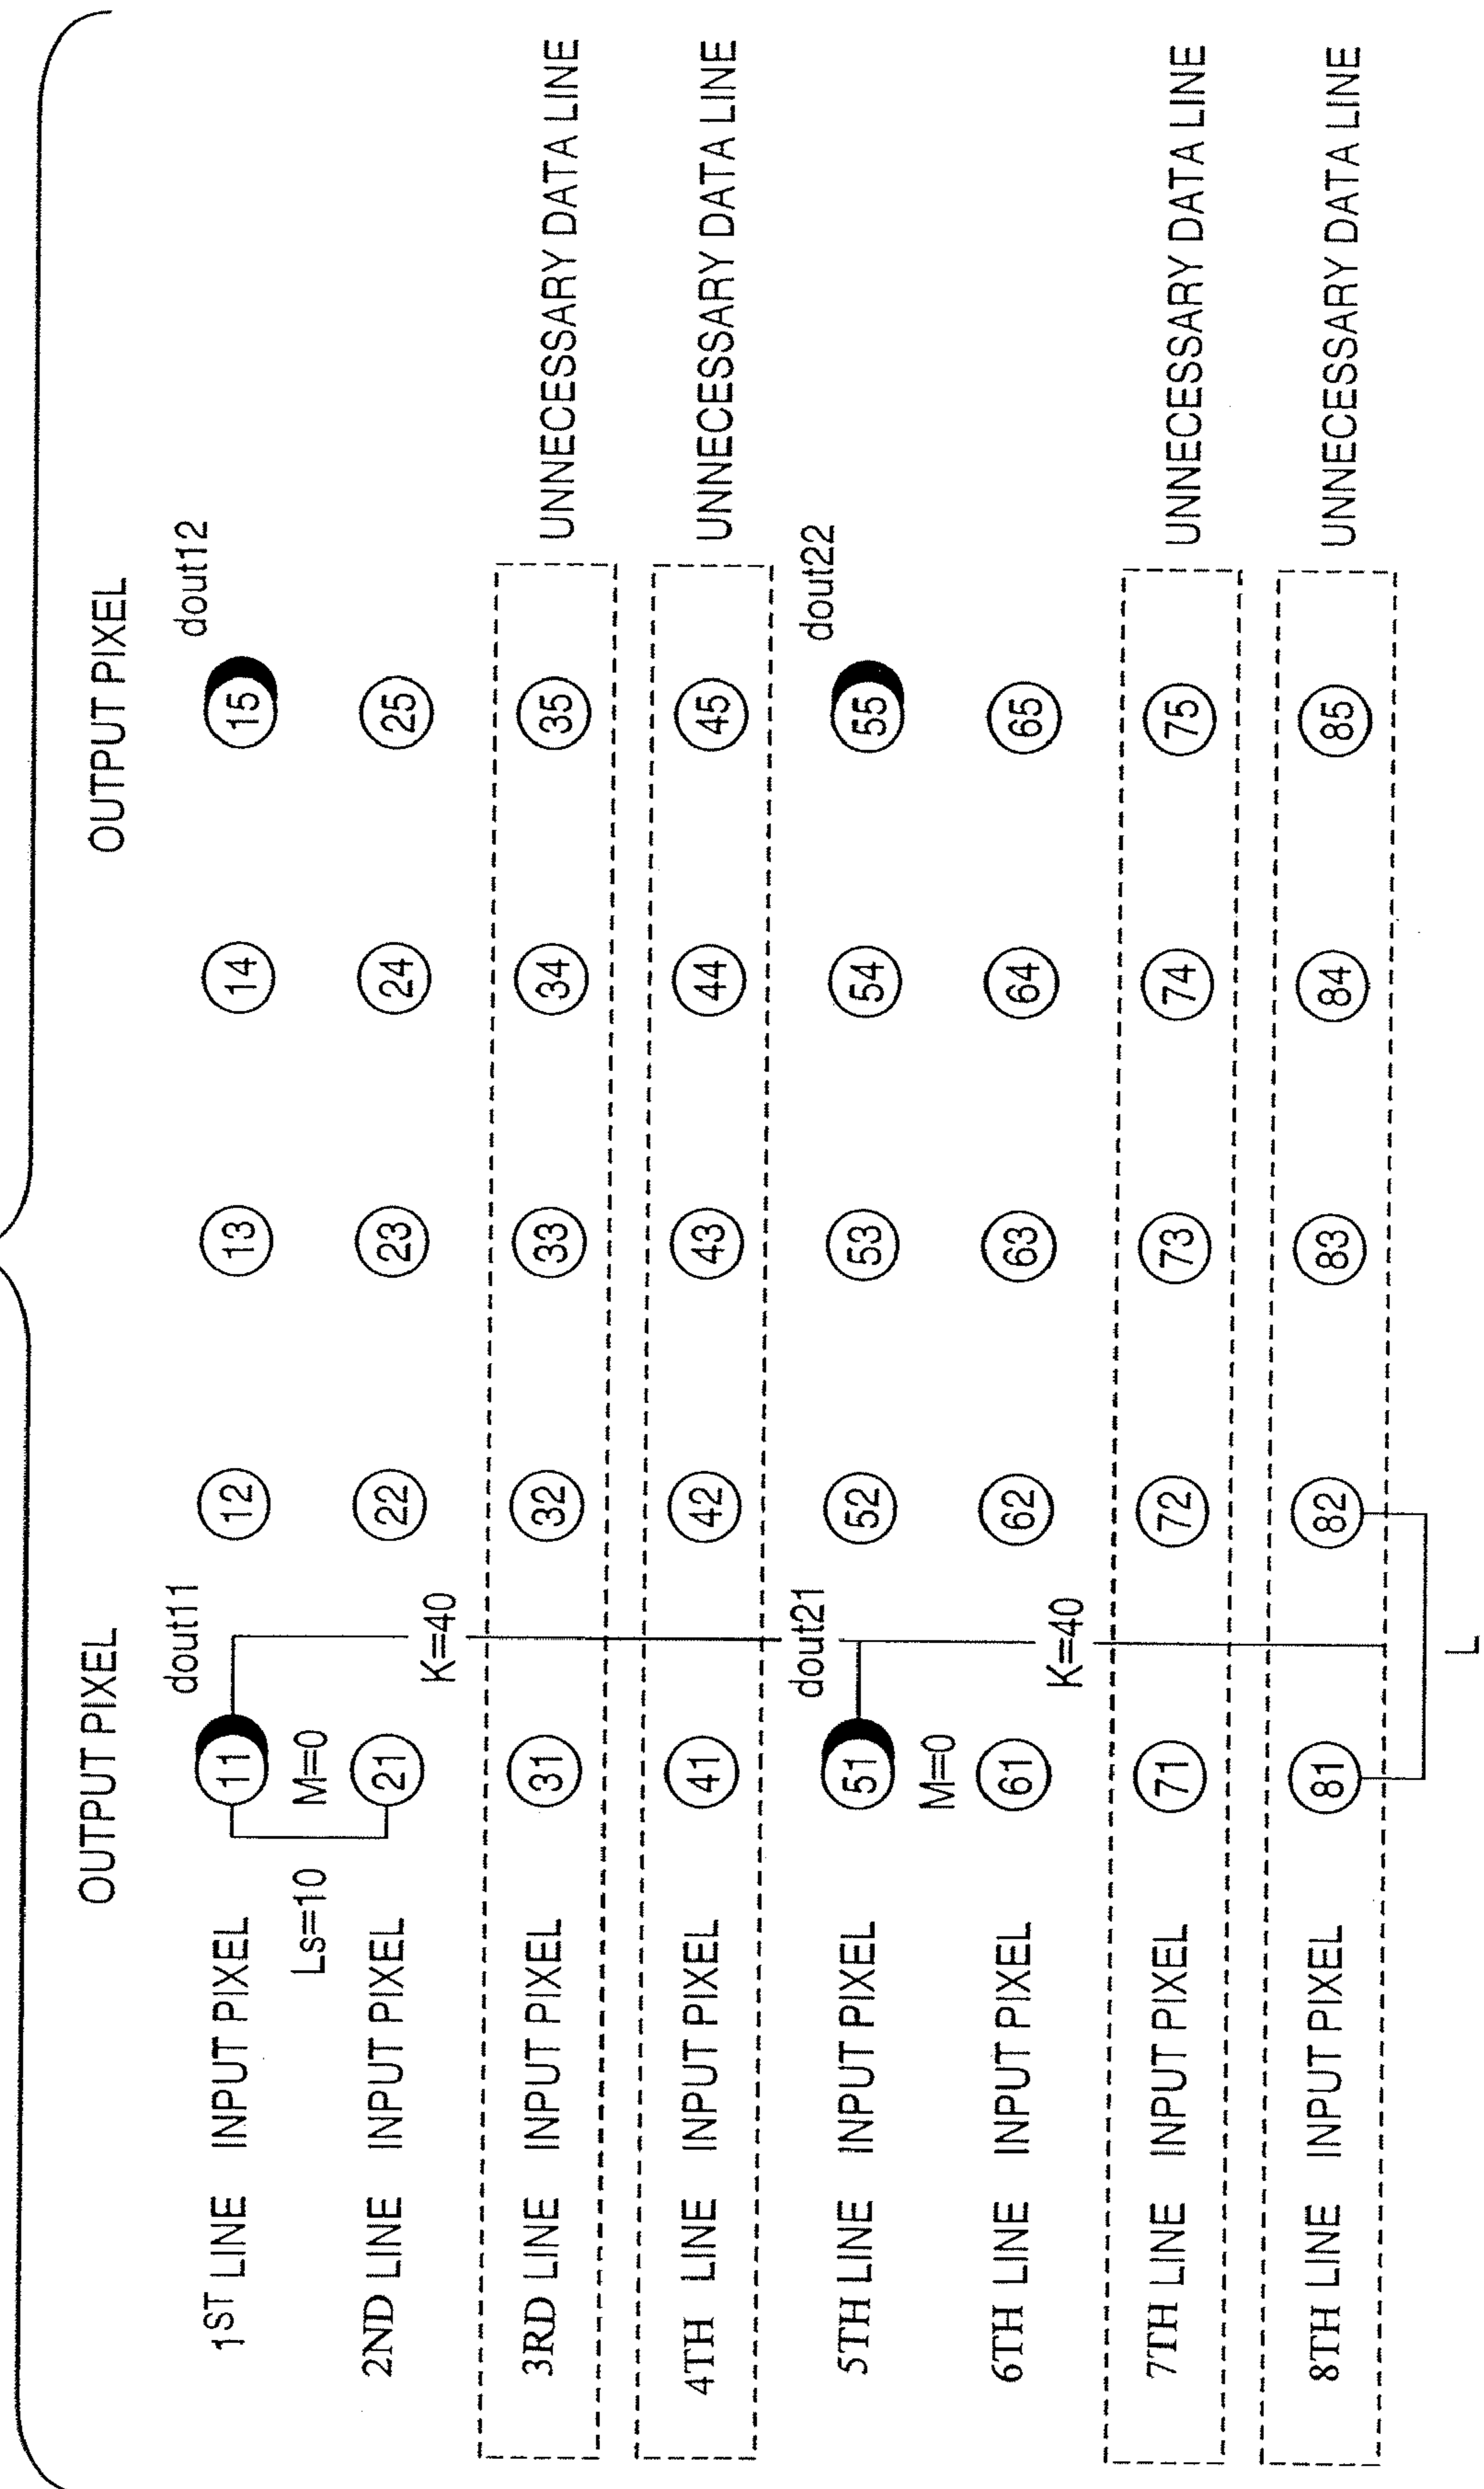 OUTPUT PIXEL OUTPUT PIXEL
dout11 dout12
1ST LINE INPUT PIXEL 11 12 13 14 15
Ls=10 M=0
2ND LINE INPUT PIXEL 21 22 23 24 25
K=40
3RD LINE INPUT PIXEL 31 32 33 34 35 UNNECESSARY DATA LINE
4TH LINE INPUT PIXEL 41 42 43 44 45 UNNECESSARY DATA LINE
dout21 dout22
5TH LINE INPUT PIXEL 51 52 53 54 55
M=0
6TH LINE INPUT PIXEL 61 62 63 64 65
K=40
7TH LINE INPUT PIXEL 71 72 73 74 75 UNNECESSARY DATA LINE
8TH LINE INPUT PIXEL 81 82 83 84 85 UNNECESSARY DATA LINE
L